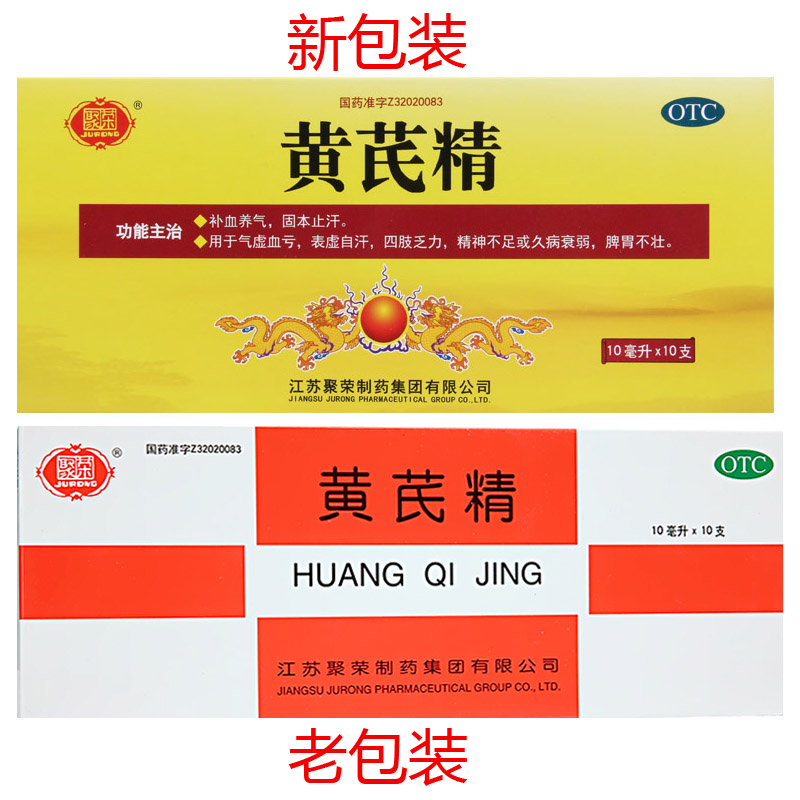 新包装
聚荣
JURONG
®
国药准字Z32020083
OTC
黄芪精
功能主治
◆补血养气，固本止汗。
◆用于气虚血亏，表虚自汗，四肢乏力，精神不足或久病衰弱，脾胃不壮。
10毫升x10支
江苏聚荣制药集团有限公司
JIANGSU JURONG PHARMACEUTICAL GROUP CO.,LTD.
聚荣
JURONG
®
国药准字Z32020083
OTC
黄芪精
10毫升x10支
HUANG QI JING
江苏聚荣制药集团有限公司
JIANGSU JURONG PHARMACEUTICAL GROUP CO., LTD.
老包装